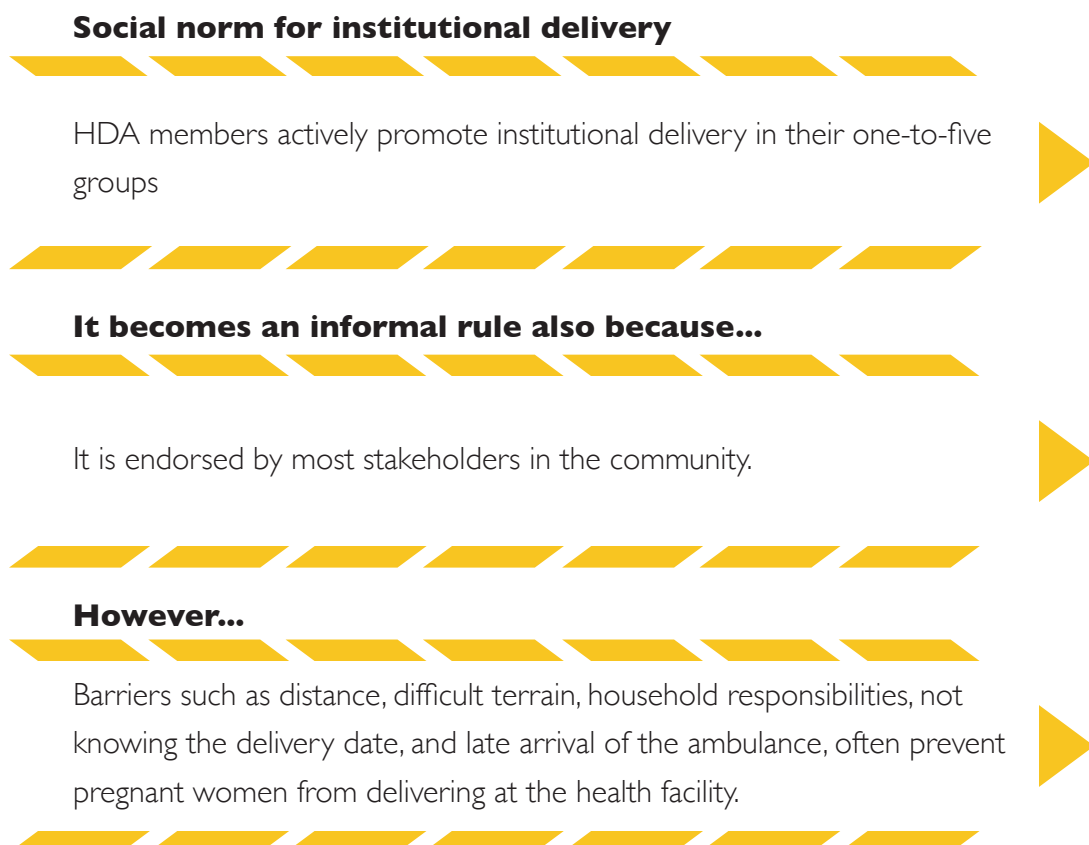 Social norm for institutional delivery
HDA members actively promote institutional delivery in their one-to-five
groups
It becomes an informal rule also because...
It is endorsed by most stakeholders in the community.
However...
Barriers such as distance, difficult terrain, household responsibilities, not
knowing the delivery date, and late arrival of the ambulance, often prevent
pregnant women from delivering at the health facility.